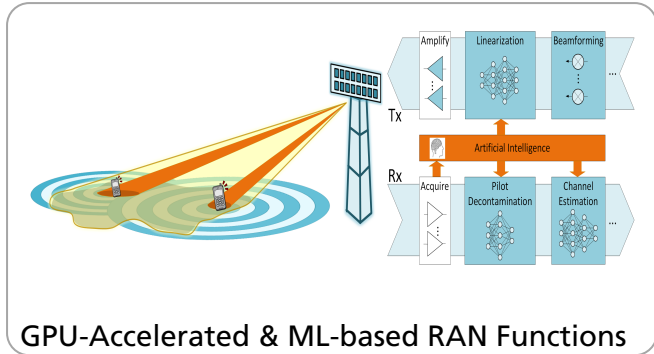 Amplify
Linearization
Beamforming
...
Tx
Artificial Intelligence
Rx
Acquire
Pilot
Decontamination
Channel
Estimation
...
GPU-Accelerated & ML-based RAN Functions